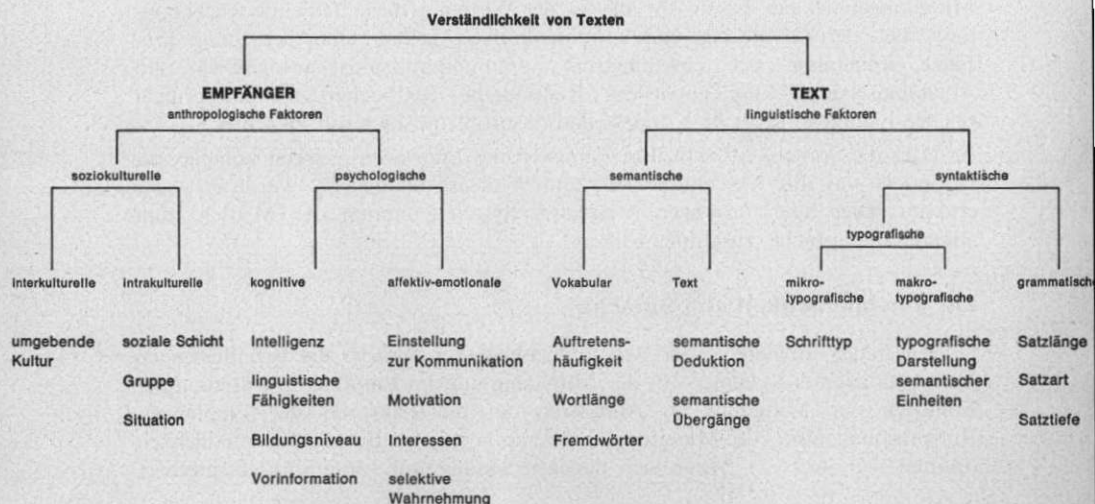 Verständlichkeit von Texten
EMPFÄNGER
anthropologische Faktoren
TEXT
linguistische Faktoren
soziokulturelle
psychologische
semantische
syntaktische
typografische
interkulturelle
intrakulturelle
kognitive
affektiv-emotionale
Vokabular
Text
mikro-
typografische
makro-
typografische
grammatische
umgebende
Kultur
soziale Schicht
Gruppe
Situation
Intelligenz
linguistische
Fähigkeiten
Bildungsniveau
Vorinformation
Einstellung
zur Kommunikation
Motivation
Interessen
selektive
Wahrnehmung
Auftretens-
häufigkeit
Wortlänge
Fremdwörter
semantische
Deduktion
semantische
Übergänge
Schrifttyp
typografische
Darstellung
semantischer
Einheiten
Satzlänge
Satzart
Satztiefe